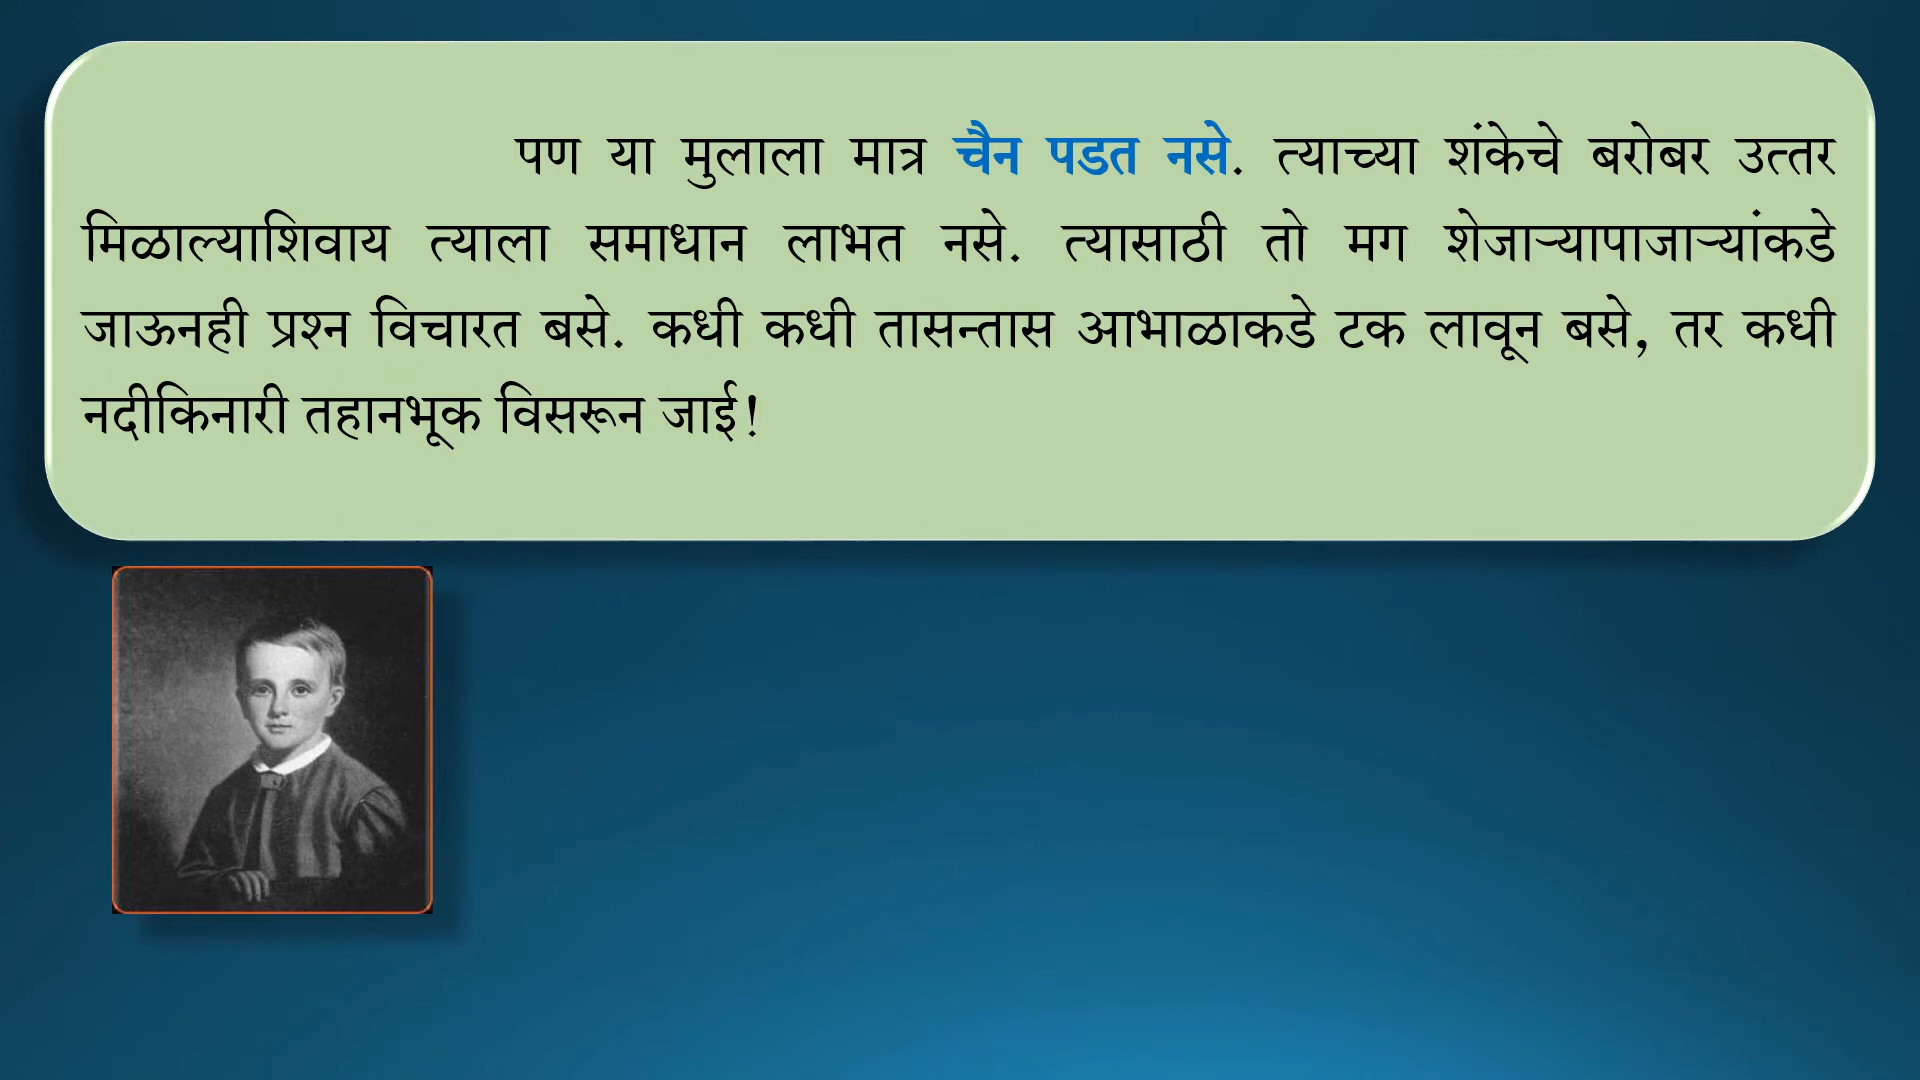 पण या मुलाला मात्र चैन पडत नसे. त्याच्या शंकेचे बरोबर उत्तर
मिळाल्याशिवाय त्याला समाधान लाभत नसे. त्यासाठी तो मग शेजाऱ्यापाजाऱ्यांकडे
जाऊनही प्रश्न विचारत बसे. कधी कधी तासन्तास आभाळाकडे टक लावून बसे, तर कधी
नदीकिनारी तहानभूक विसरून जाई!